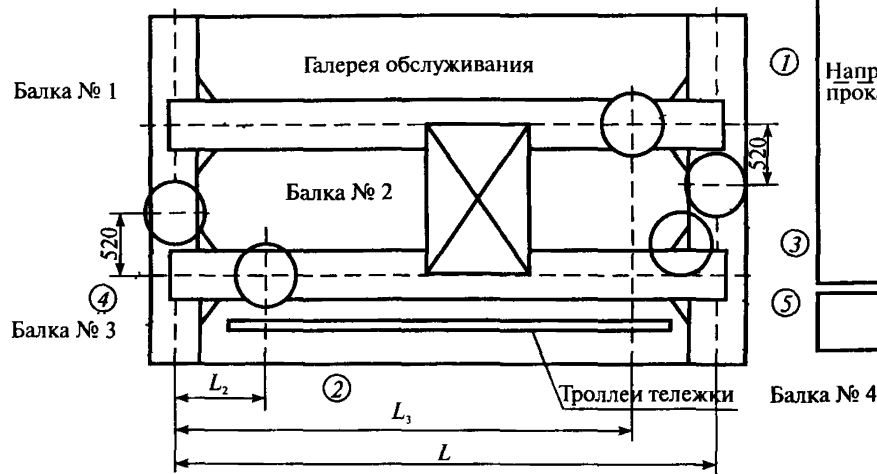 Галерея обслуживания
Балка № 1
①
Напр
прока
520
Балка № 2
520
③
④
⑤
Балка № 3
L₂
②
Троллеи тележки
Балка № 4
L₃
L